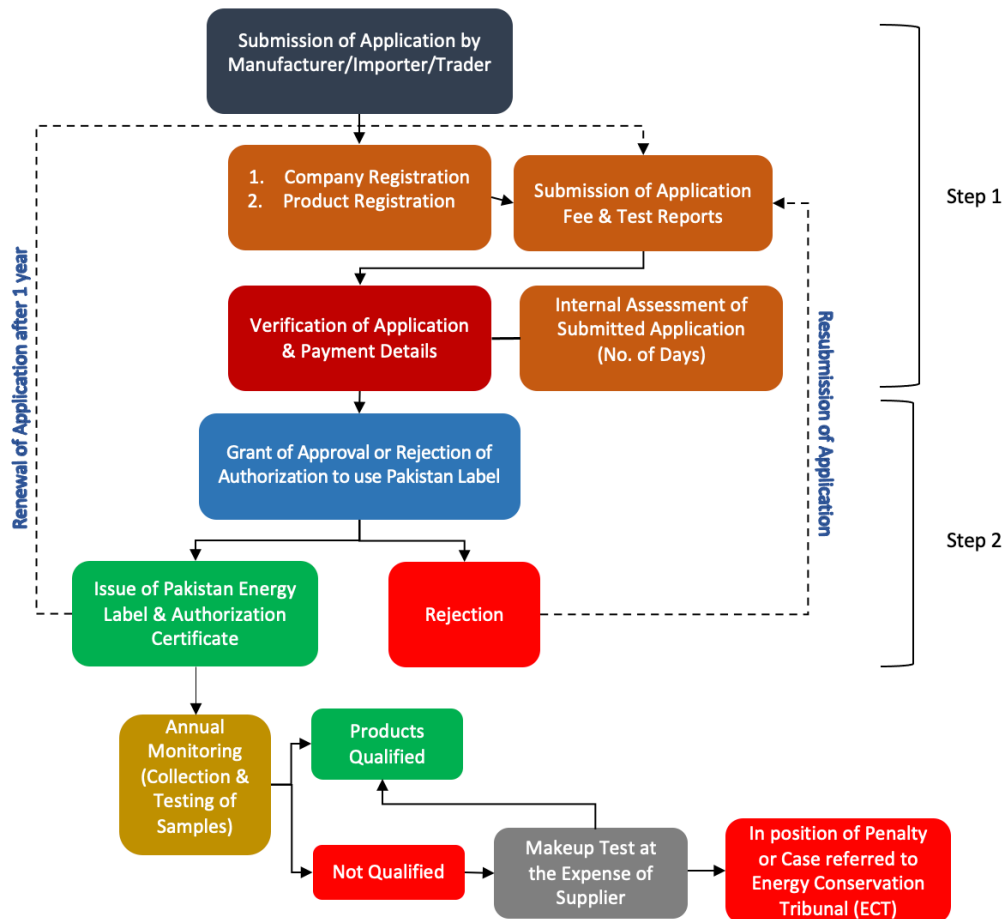 Submission of Application by
Manufacturer/Importer/Trader
1. Company Registration
2. Product Registration
Submission of Application
Fee & Test Reports
Step 1
Verification of Application
& Payment Details
Internal Assessment of
Submitted Application
(No. of Days)
Renewal of Application after 1 year
Resubmission of Application
Grant of Approval or Rejection of
Authorization to use Pakistan Label
Step 2
Issue of Pakistan Energy
Label & Authorization
Certificate
Rejection
Annual
Monitoring
(Collection &
Testing of
Samples)
Products
Qualified
Not Qualified
Makeup Test at
the Expense of
Supplier
In position of Penalty
or Case referred to
Energy Conservation
Tribunal (ECT)